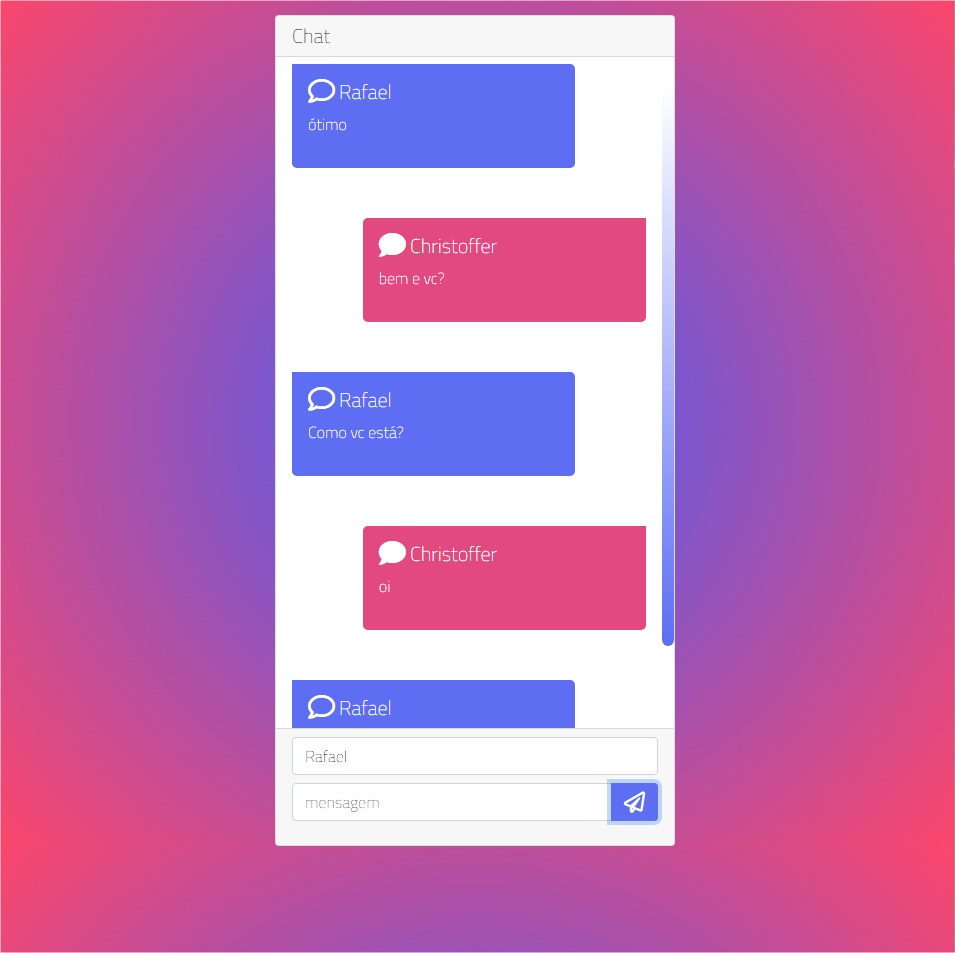 Chat
Rafael
ótimo
Christoffer
bem e vc?
Rafael
Como vc está?
Christoffer
oi
Rafael
Rafael
mensagem